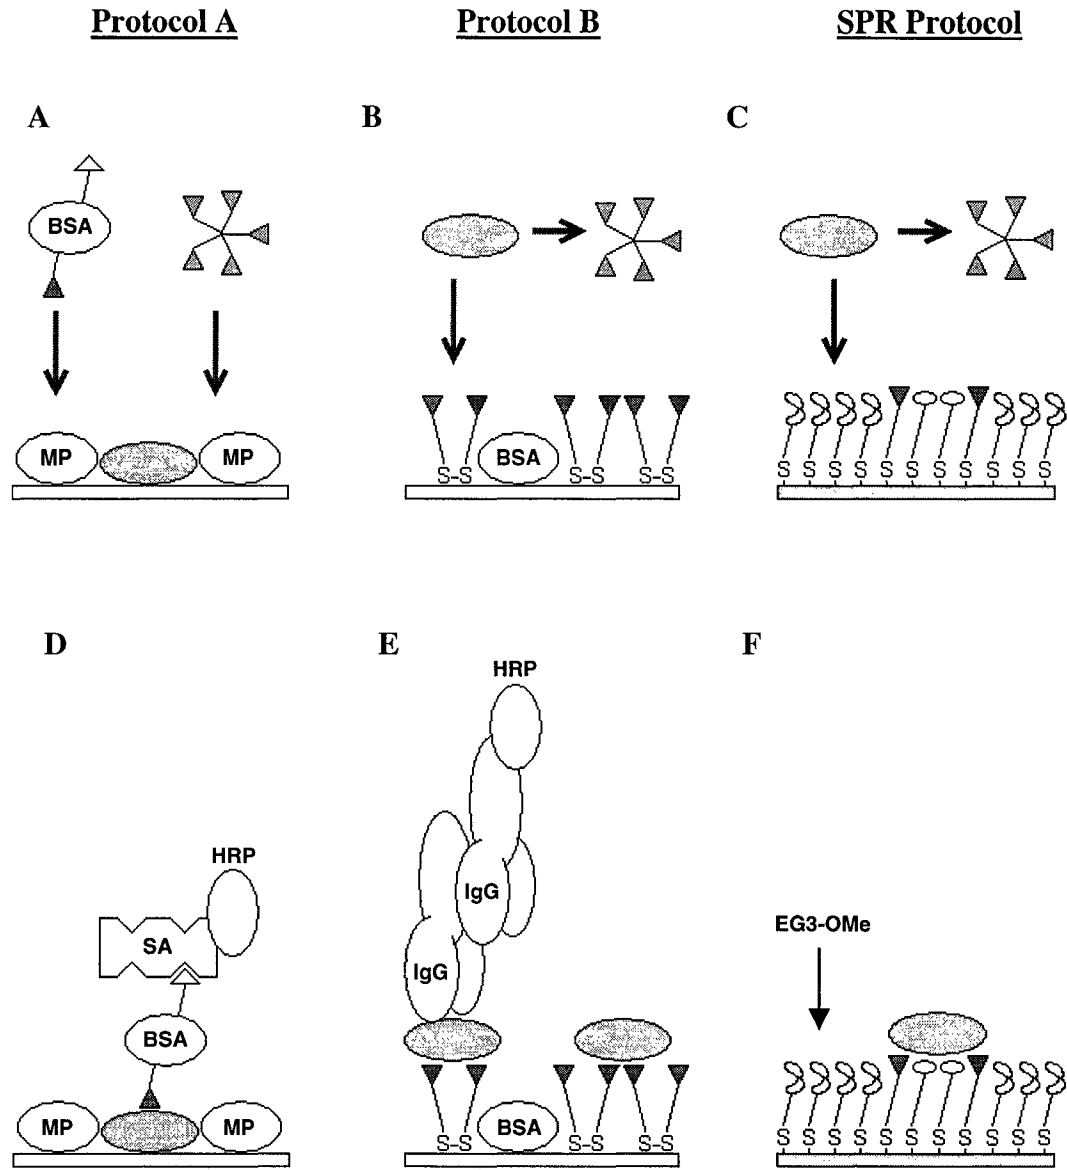 Protocol A
Protocol B
SPR Protocol
A
B
C
BSA
MP
MP
S-S
BSA
S-S
S-S
S S S S S S S S S S S
D
E
F
HRP
HRP
IgG
SA
IgG
EG3-OMe
BSA
MP
MP
S-S
BSA
S-S
S-S
S S S S S S S S S S S